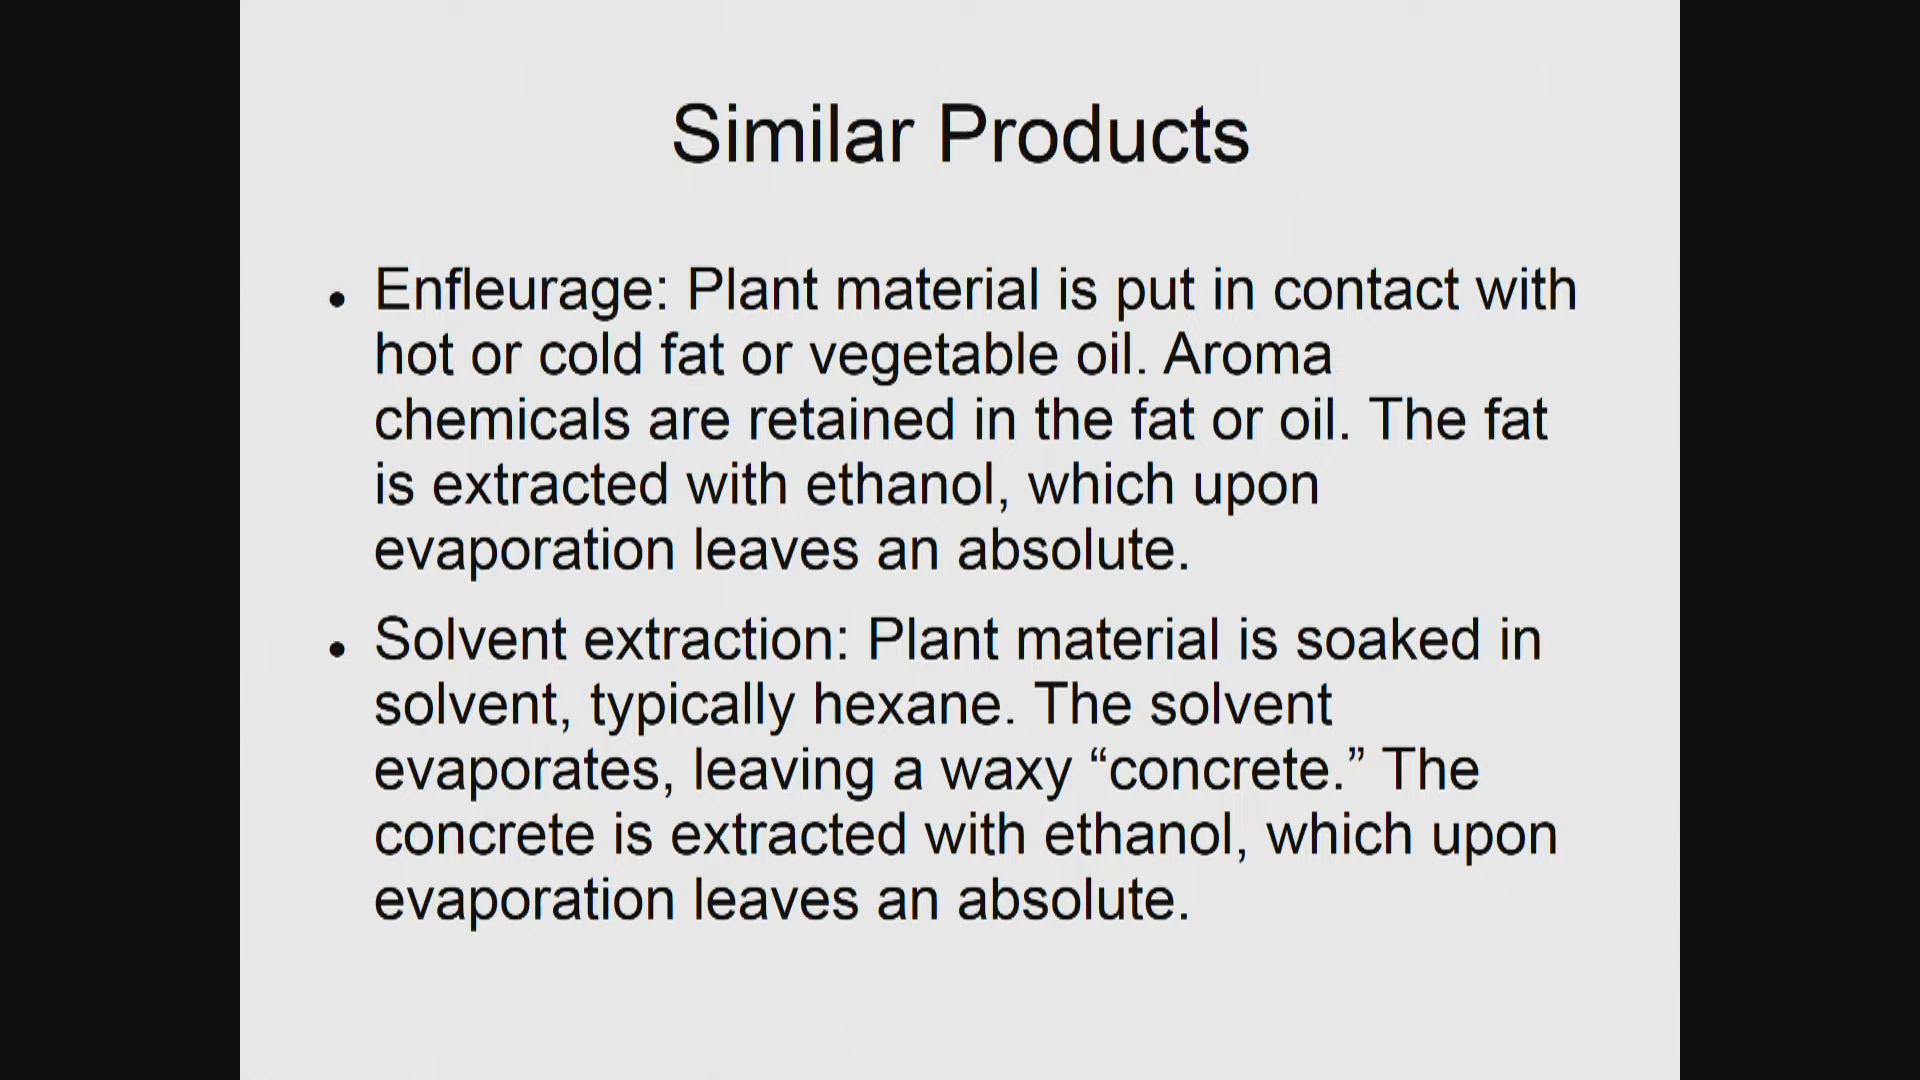 Similar Products
• Enfleurage: Plant material is put in contact with
hot or cold fat or vegetable oil. Aroma
chemicals are retained in the fat or oil. The fat
is extracted with ethanol, which upon
evaporation leaves an absolute.
• Solvent extraction: Plant material is soaked in
solvent, typically hexane. The solvent
evaporates, leaving a waxy “concrete.” The
concrete is extracted with ethanol, which upon
evaporation leaves an absolute.